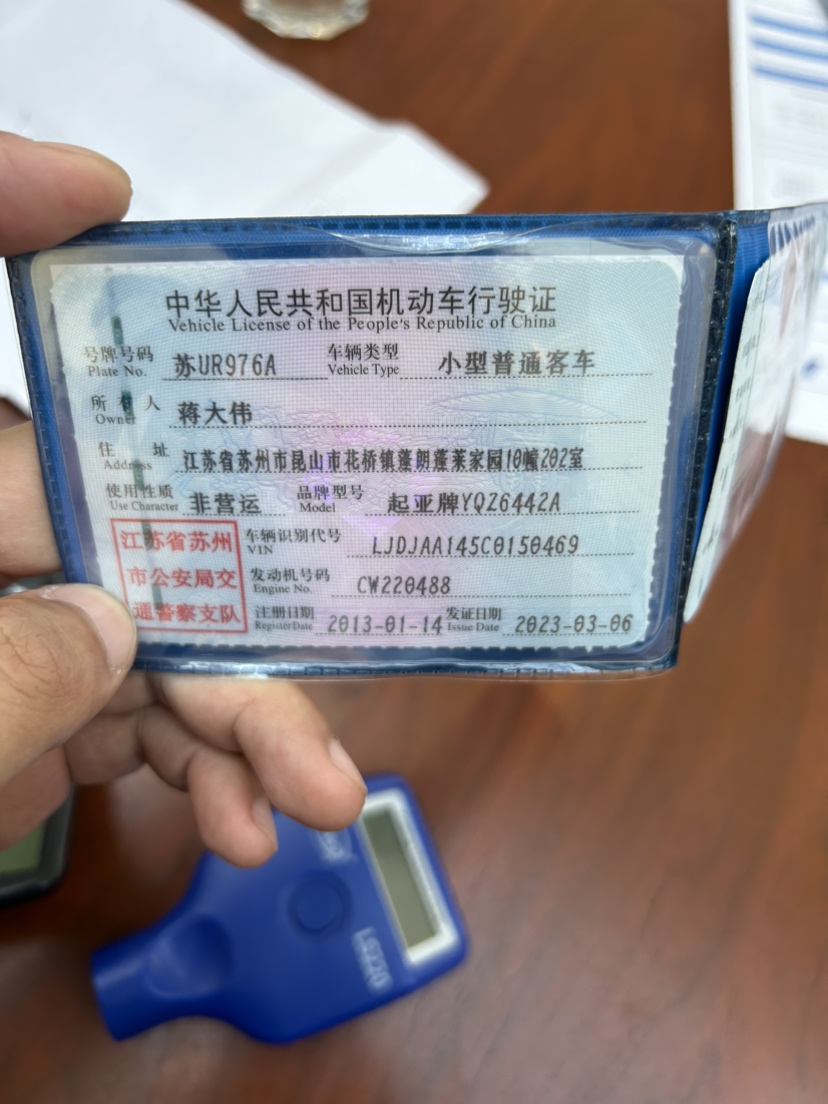 中华人民共和国机动车行驶证
Vehicle License of the People's Republic of China
号牌号码 苏UR976A 车辆类型 小型普通客车
Plate No. Vehicle Type
所有人 蒋大伟
Owner
住址 江苏省苏州市昆山市花桥镇蓬朗蓬莱家园10幢202室
Address
使用性质 非营运 品牌型号 起亚牌YQZ6442A
Use Character Model
江苏省苏州
市公安局交
通警察支队
车辆识别代号 LJDJAA145C0150469
VIN
发动机号码 CW220488
Engine No.
注册日期 2013-01-14 发证日期 2023-03-06
Register Date Issue Date
LS220